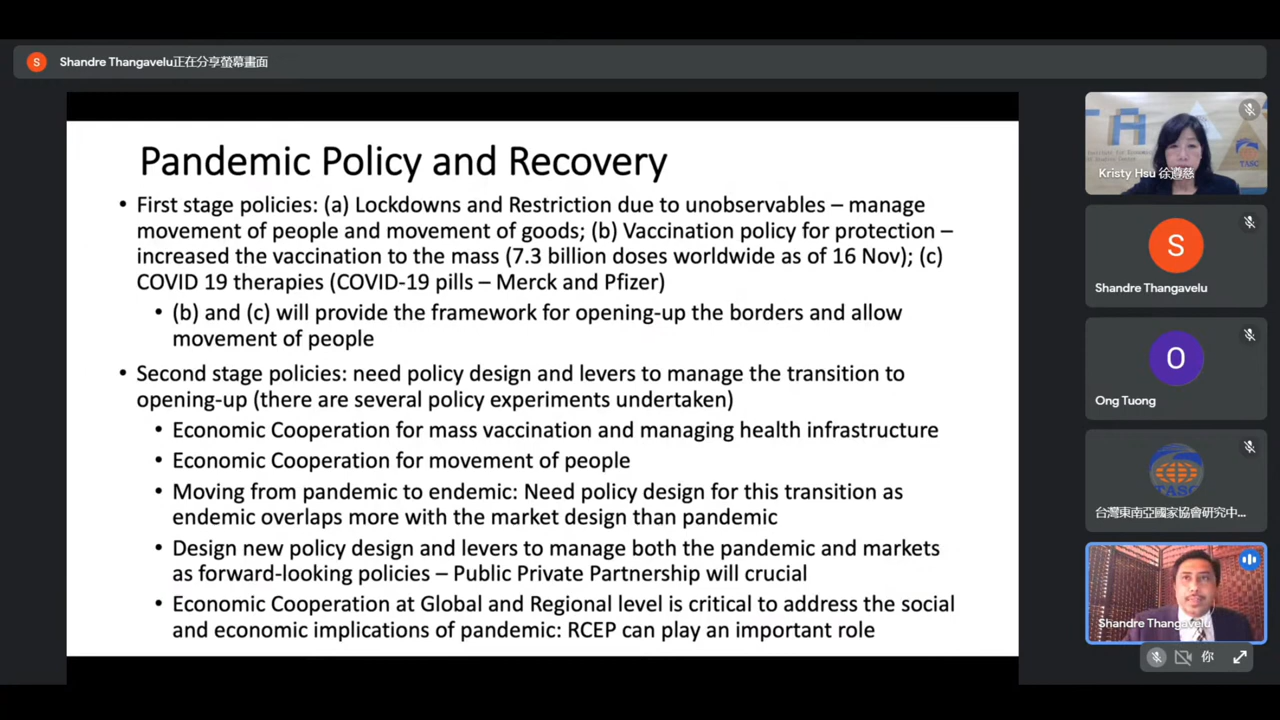 S
Shandre Thangavelu正在分享螢幕畫面
Pandemic Policy and Recovery
• First stage policies: (a) Lockdowns and Restriction due to unobservables – manage
movement of people and movement of goods; (b) Vaccination policy for protection –
increased the vaccination to the mass (7.3 billion doses worldwide as of 16 Nov); (c)
COVID 19 therapies (COVID-19 pills – Merck and Pfizer)
• (b) and (c) will provide the framework for opening-up the borders and allow
movement of people
• Second stage policies: need policy design and levers to manage the transition to
opening-up (there are several policy experiments undertaken)
• Economic Cooperation for mass vaccination and managing health infrastructure
• Economic Cooperation for movement of people
• Moving from pandemic to endemic: Need policy design for this transition as
endemic overlaps more with the market design than pandemic
• Design new policy design and levers to manage both the pandemic and markets
as forward-looking policies – Public Private Partnership will crucial
• Economic Cooperation at Global and Regional level is critical to address the social
and economic implications of pandemic: RCEP can play an important role
TASC
Kristy Hsu 徐遵慈
S
Shandre Thangavelu
O
Ong Tuong
TASC
台灣東南亞國家協會研究中...
Shandre Thangavelu
你